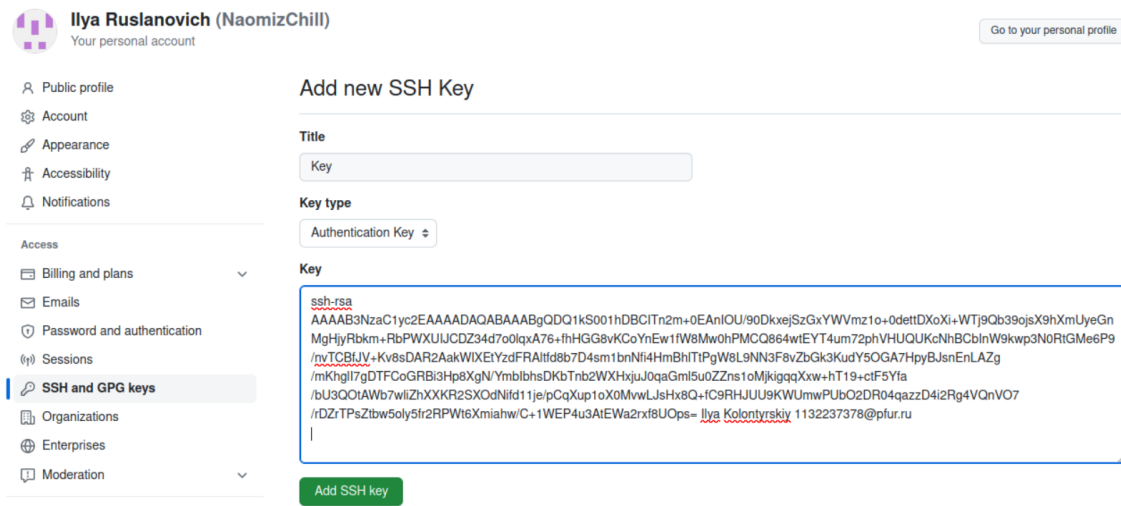 Ilya Ruslanovich (NaomizChill)
Your personal account
Go to your personal profile
Public profile
Account
Appearance
Accessibility
Notifications
Access
Billing and plans
Emails
Password and authentication
Sessions
SSH and GPG keys
Organizations
Enterprises
Moderation
Add new SSH Key
Title
Key
Key type
Authentication Key
Key
ssh-rsa
AAAAB3NzaC1yc2EAAAADAQABAAABgQDQ1kS001hDBCITn2m+0EAnIOU/90DkxejSzGxYWVmz1o+0dettDXoXi+WTj9Qb39ojsX9hXmUyeGn
MgHjyRbkm+RbPWXUIJCDZ34d7o0lqxA76+fhHGG8vKCoYnEw1fW8Mw0hPMCQ864wtEYT4um72phVHUQUKcNhBCbInW9kwp3N0RtGMe6P9
/nvTCBfJV+Kv8sDAR2AakWIXEtYzdFRAltfd8b7D4sm1bnNfi4HmBhITtPgW8L9NN3F8vZbGk3KudY5OGA7HpyBJsnEnLAZg
/mKhglI7gDTFCoGRBi3Hp8XgN/YmbIbhsDKbTnb2WXHxjuJ0qaGml5u0ZZns1oMjkigqqXxw+hT19+ctF5Yfa
/bU3QOtAWb7wliZhXXKR2SXOdNifd11je/pCqXup1oX0MvwLJsHx8Q+fC9RHJUU9KWUmwPUbO2DR04qazzD4i2Rg4VQnVO7
/rDZrTPsZtbw5oly5fr2RPWt6Xmiahw/C+1WEP4u3AtEWa2rxf8UOps= Ilya Kolontyrskiy 1132237378@pfur.ru
Add SSH key